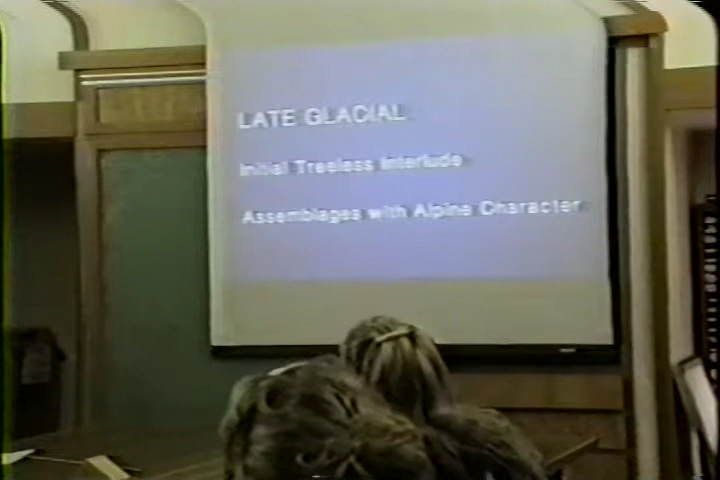 LATE GLACIAL
Initial Treeless Interlude
Assemblages with Alpine Character